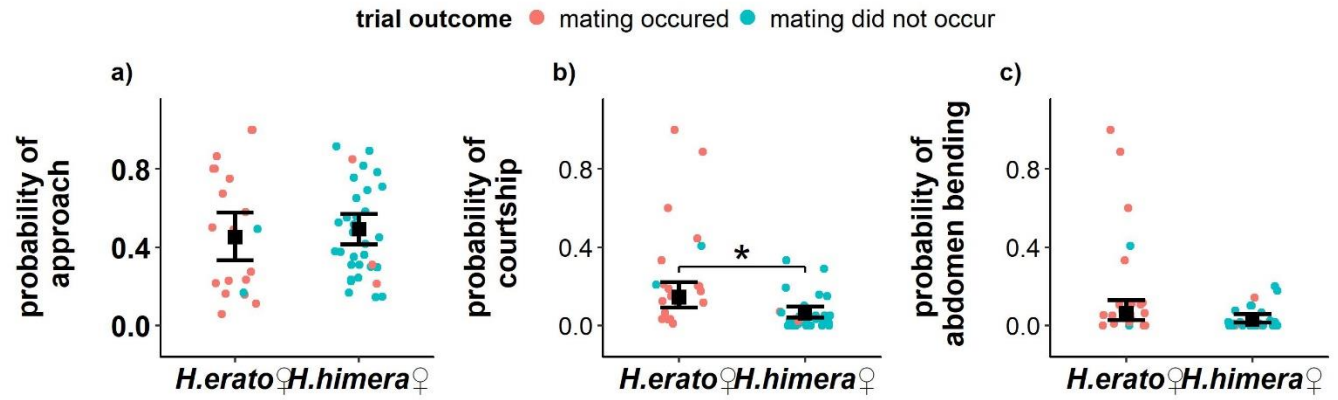 trial outcome mating occured mating did not occur
a)
probability of
approach
0.8
0.4
0.0
H.erato♀ H.himera♀
b)
probability of
courtship
0.8
0.4
0.0
*
H.erato♀ H.himera♀
c)
probability of
abdomen bending
0.8
0.4
0.0
H.erato♀ H.himera♀